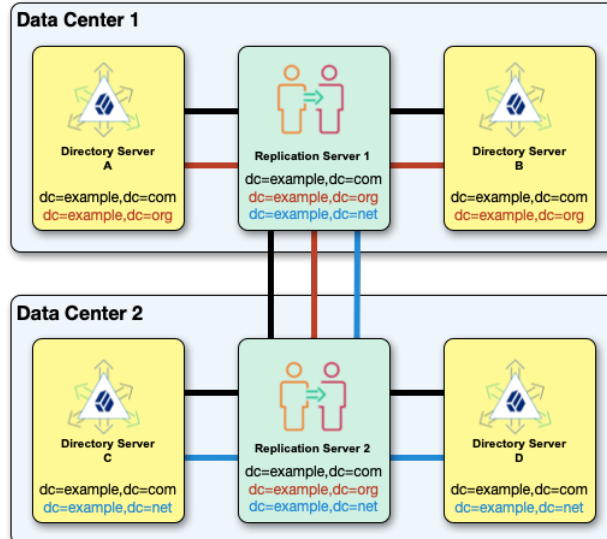 Data Center 1
Directory Server
A
dc=example,dc=com
dc=example,dc=org
Replication Server 1
dc=example,dc=com
dc=example,dc=org
dc=example,dc=net
Directory Server
B
dc=example,dc=com
dc=example,dc=org
Data Center 2
Directory Server
C
dc=example,dc=com
dc=example,dc=net
Replication Server 2
dc=example,dc=com
dc=example,dc=org
dc=example,dc=net
Directory Server
D
dc=example,dc=com
dc=example,dc=net